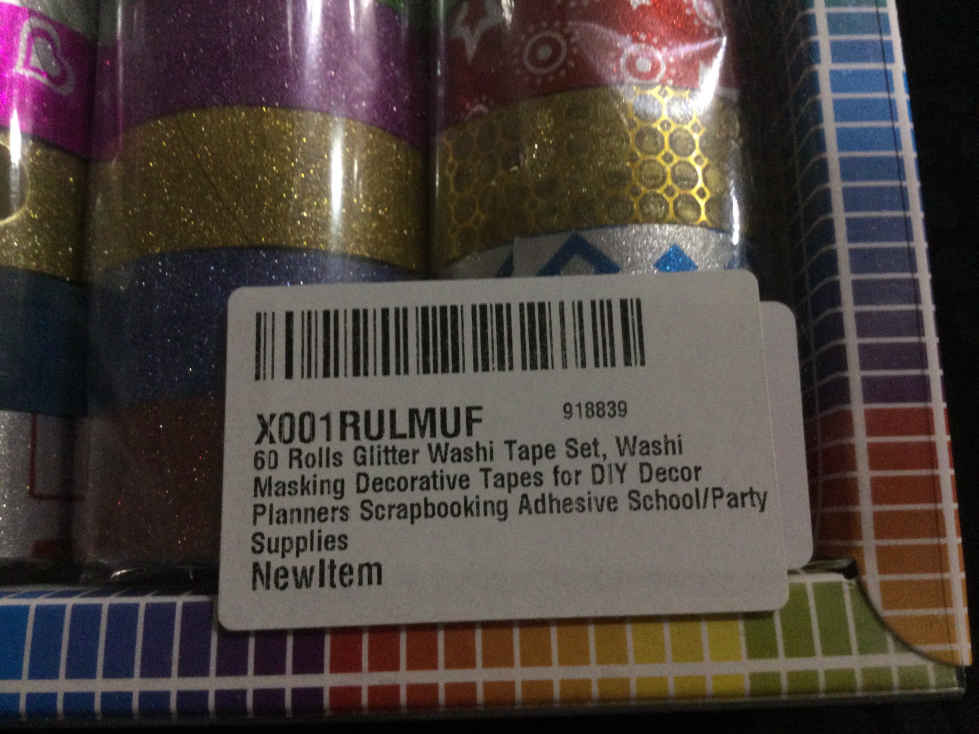 X001RULMUF 918839
60 Rolls Glitter Washi Tape Set, Washi
Masking Decorative Tapes for DIY Decor
Planners Scrapbooking Adhesive School/Party
Supplies
NewItem